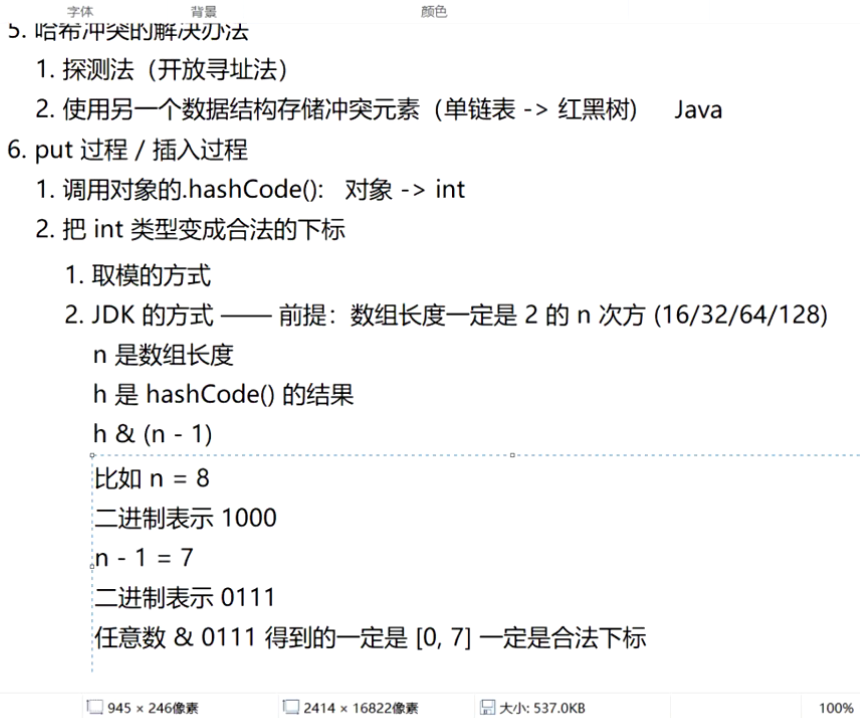 字体 背景 颜色
5. 哈希冲突的解决办法
1. 探测法（开放寻址法）
2. 使用另一个数据结构存储冲突元素（单链表 -> 红黑树） Java
6. put 过程 / 插入过程
1. 调用对象的.hashCode(): 对象 -> int
2. 把 int 类型变成合法的下标
1. 取模的方式
2. JDK 的方式 —— 前提：数组长度一定是 2 的 n 次方 (16/32/64/128)
n 是数组长度
h 是 hashCode() 的结果
h & (n - 1)
比如 n = 8
二进制表示 1000
n - 1 = 7
二进制表示 0111
任意数 & 0111 得到的一定是 [0, 7] 一定是合法下标
945 × 246像素 2414 × 16822像素 大小: 537.0KB 100%